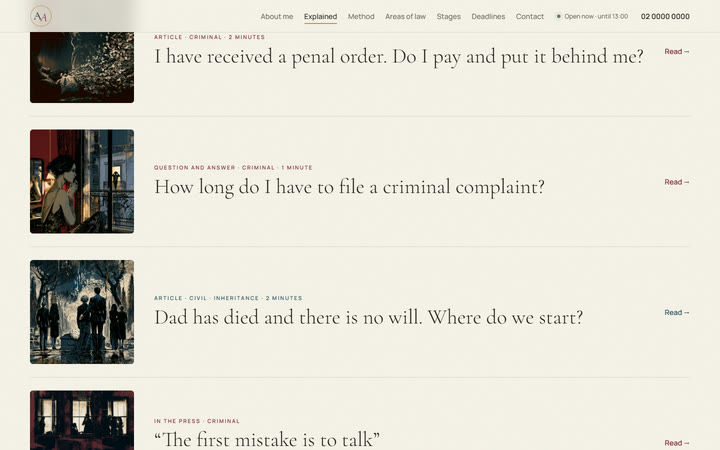 AA
About me Explained Method Areas of law Stages Deadlines Contact Open now · until 13:00 02 0000 0000
ARTICLE · CRIMINAL · 2 MINUTES
I have received a penal order. Do I pay and put it behind me?
Read →
QUESTION AND ANSWER · CRIMINAL · 1 MINUTE
How long do I have to file a criminal complaint?
Read →
ARTICLE · CIVIL · INHERITANCE · 2 MINUTES
Dad has died and there is no will. Where do we start?
Read →
IN THE PRESS · CRIMINAL
“The first mistake is to talk”
Read →